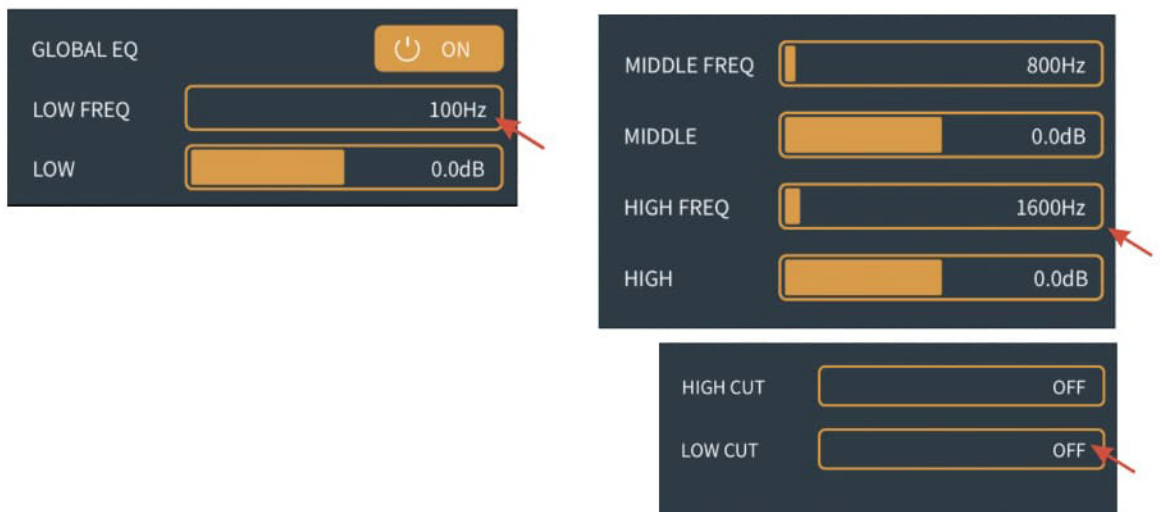 GLOBAL EQ ON
LOW FREQ 100Hz
LOW 0.0dB
MIDDLE FREQ 800Hz
MIDDLE 0.0dB
HIGH FREQ 1600Hz
HIGH 0.0dB
HIGH CUT OFF
LOW CUT OFF